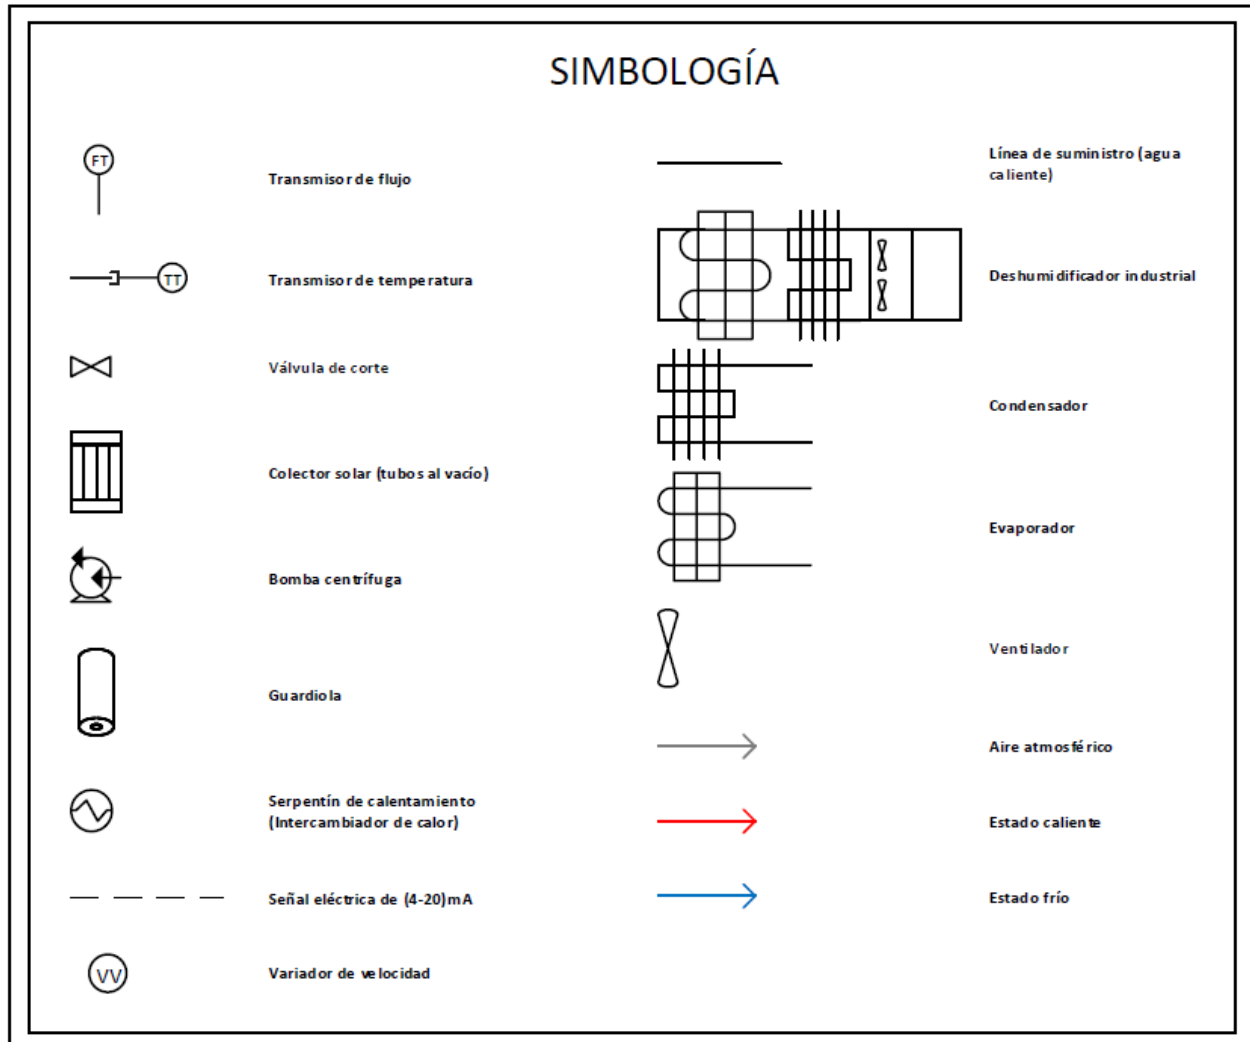 SIMBOLOGÍA
FT
Transmisor de flujo
TT
Transmisor de temperatura
Válvula de corte
Colector solar (tubos al vacío)
Bomba centrífuga
Guardiola
Serpentín de calentamiento
(Intercambiador de calor)
Señal eléctrica de (4-20)mA
VV
Variador de velocidad
Línea de suministro (agua
caliente)
Deshumidificador industrial
Condensador
Evaporador
Ventilador
Aire atmosférico
Estado caliente
Estado frío